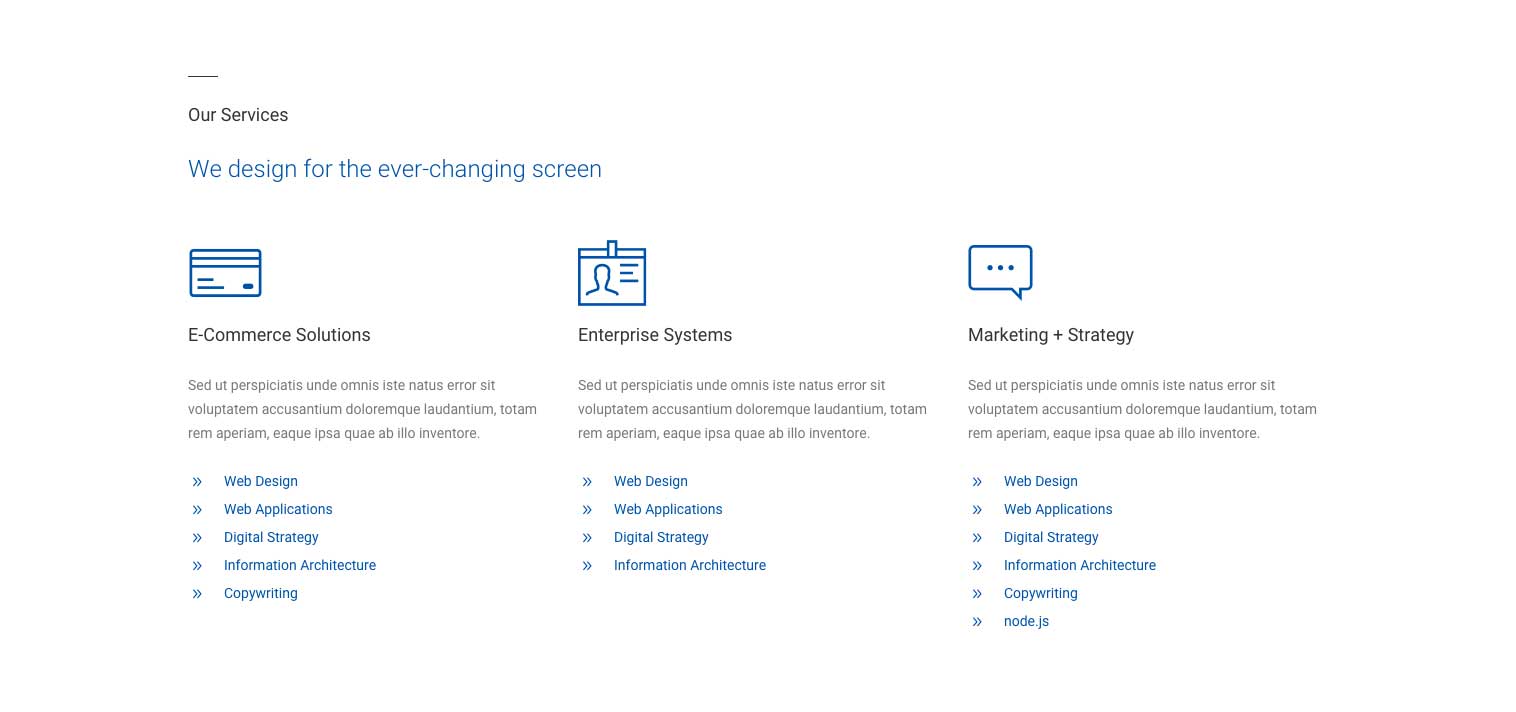 Our Services
We design for the ever-changing screen
E-Commerce Solutions
Sed ut perspiciatis unde omnis iste natus error sit
voluptatem accusantium doloremque laudantium, totam
rem aperiam, eaque ipsa quae ab illo inventore.
Web Design
Web Applications
Digital Strategy
Information Architecture
Copywriting
Enterprise Systems
Sed ut perspiciatis unde omnis iste natus error sit
voluptatem accusantium doloremque laudantium, totam
rem aperiam, eaque ipsa quae ab illo inventore.
Web Design
Web Applications
Digital Strategy
Information Architecture
Marketing + Strategy
Sed ut perspiciatis unde omnis iste natus error sit
voluptatem accusantium doloremque laudantium, totam
rem aperiam, eaque ipsa quae ab illo inventore.
Web Design
Web Applications
Digital Strategy
Information Architecture
Copywriting
node.js